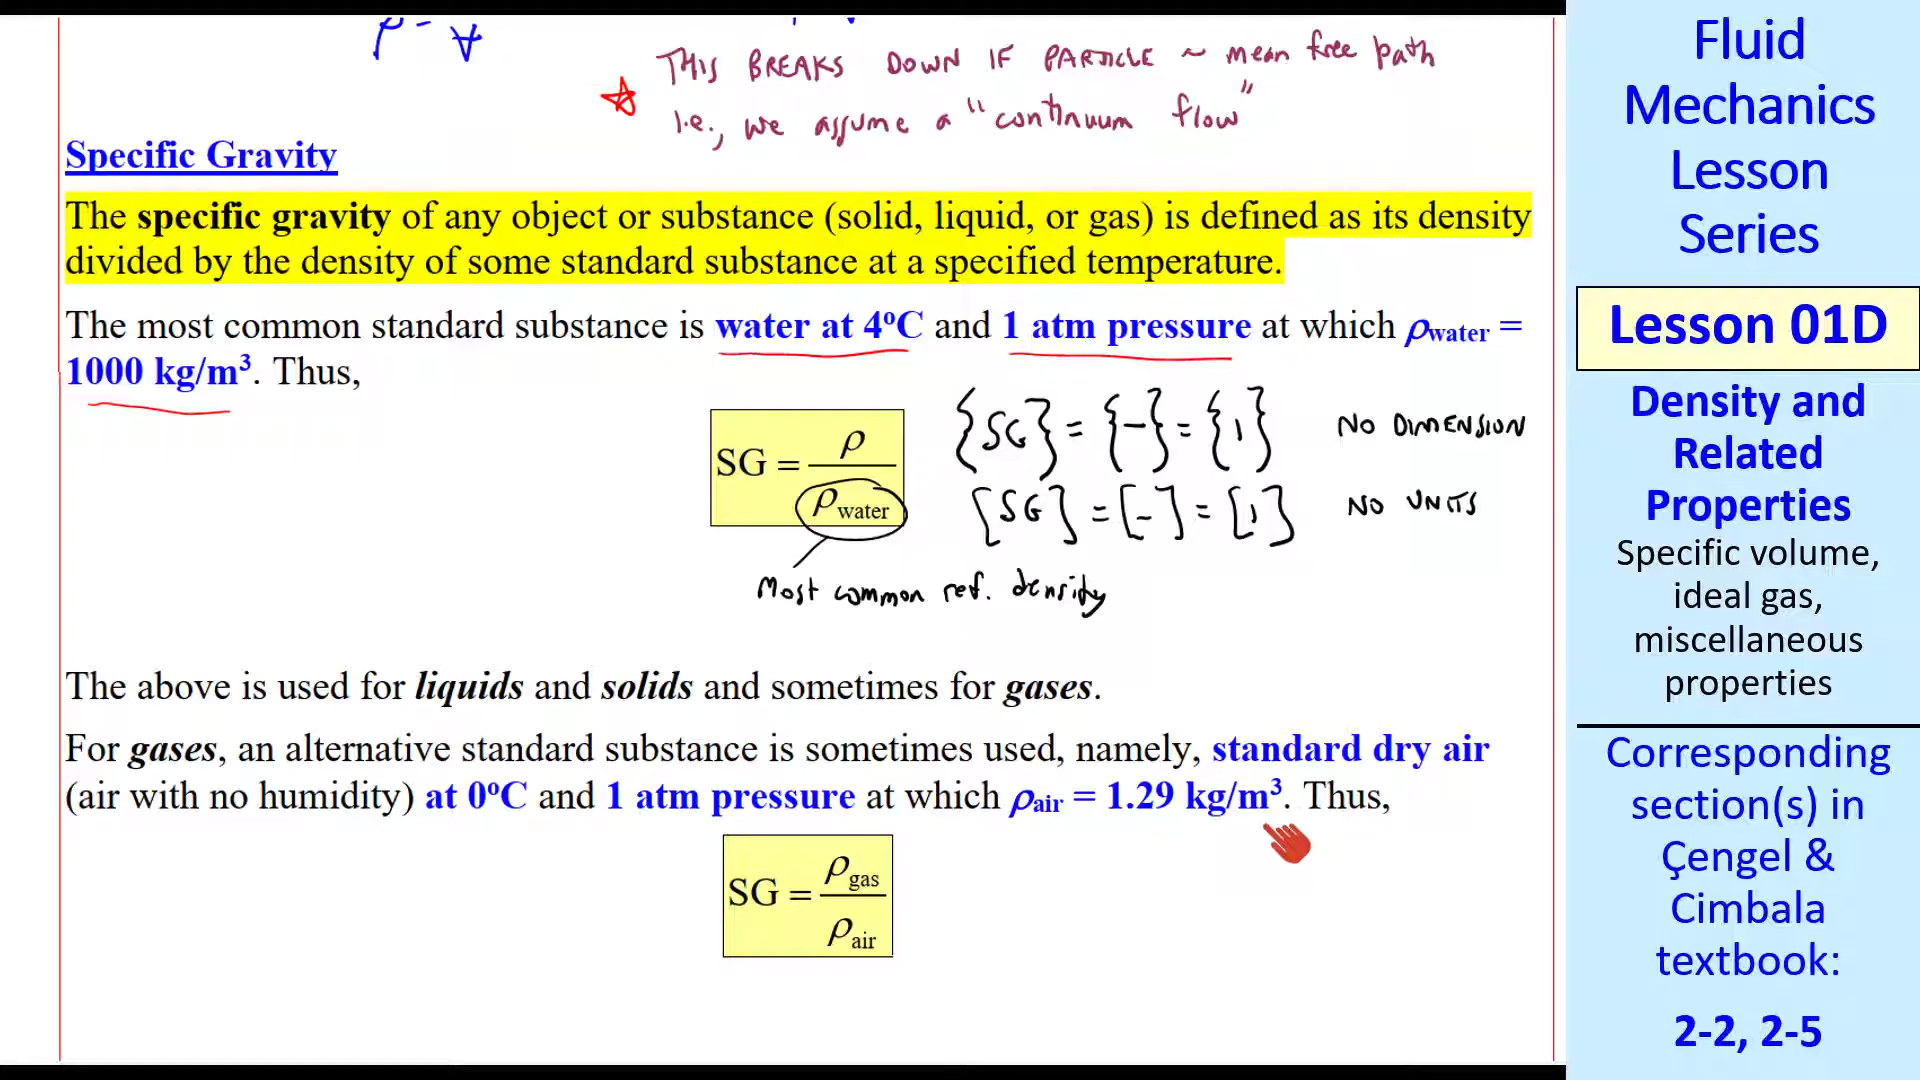 ρ = V
THIS BREAKS DOWN IF PARTICLE ~ mean free path
i.e., we assume a "continuum flow"
Specific Gravity
The specific gravity of any object or substance (solid, liquid, or gas) is defined as its density
divided by the density of some standard substance at a specified temperature.
The most common standard substance is water at 4°C and 1 atm pressure at which ρwater =
1000 kg/m³. Thus,
SG = ρ / ρwater
{SG} = {-} = {1} NO DIMENSION
[SG] = [-] = [1] NO UNITS
Most common ref. density
The above is used for liquids and solids and sometimes for gases.
For gases, an alternative standard substance is sometimes used, namely, standard dry air
(air with no humidity) at 0°C and 1 atm pressure at which ρair = 1.29 kg/m³. Thus,
SG = ρgas / ρair
Fluid
Mechanics
Lesson
Series
Lesson 01D
Density and
Related
Properties
Specific volume,
ideal gas,
miscellaneous
properties
Corresponding
section(s) in
Çengel &
Cimbala
textbook:
2-2, 2-5